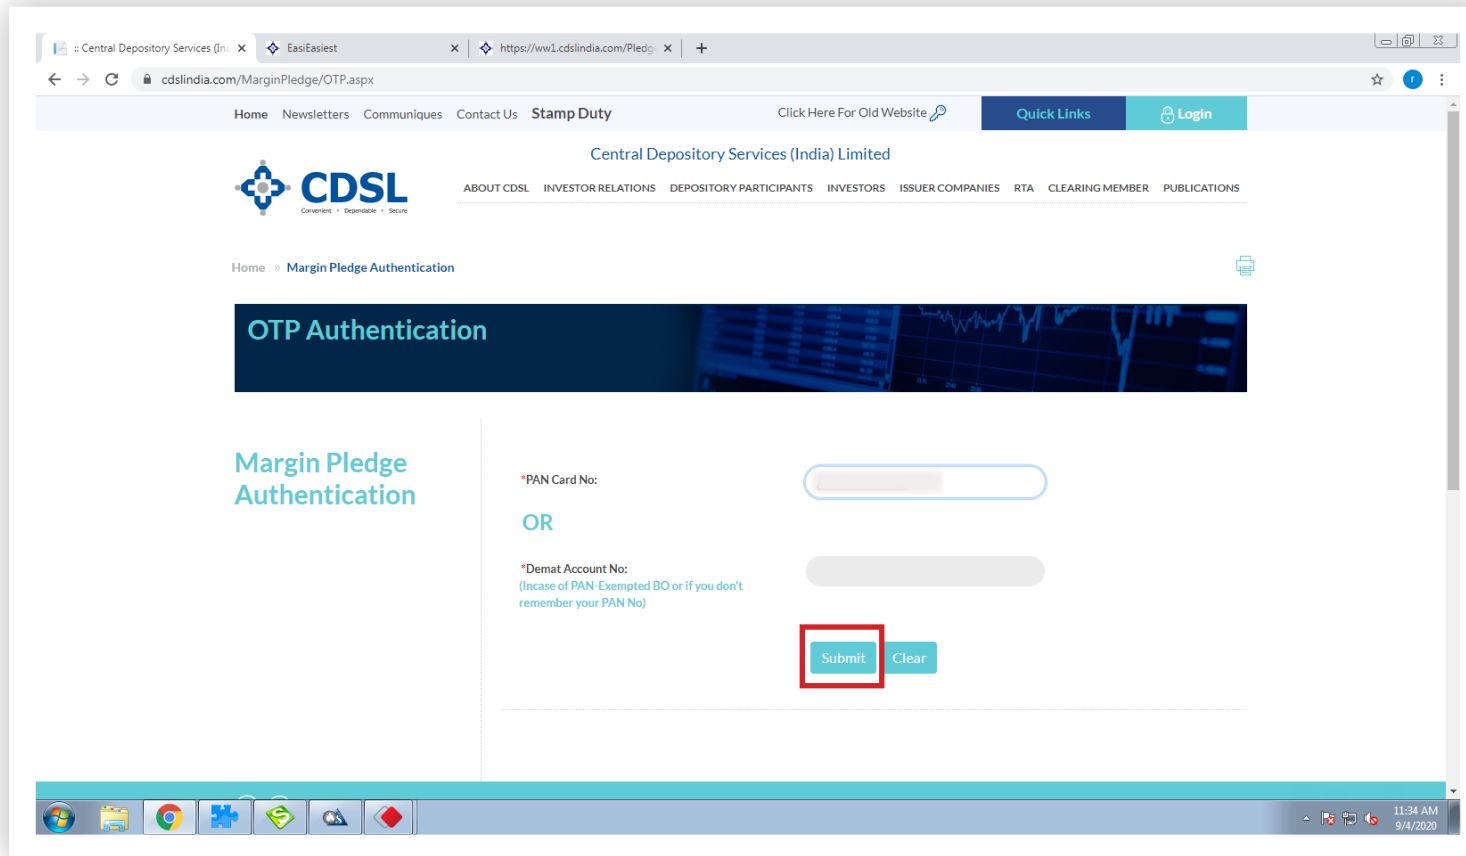 :: Central Depository Services (In
EasiEasiest
https://ww1.cdslindia.com/Pledg
cdslindia.com/MarginPledge/OTP.aspx
r
Home Newsletters Communiques Contact Us Stamp Duty Click Here For Old Website Quick Links Login
Central Depository Services (India) Limited
CDSL
Convenient • Dependable • Secure
ABOUT CDSL INVESTOR RELATIONS DEPOSITORY PARTICIPANTS INVESTORS ISSUER COMPANIES RTA CLEARING MEMBER PUBLICATIONS
Home » Margin Pledge Authentication
OTP Authentication
Margin Pledge
Authentication
*PAN Card No:
OR
*Demat Account No:
(Incase of PAN-Exempted BO or if you don't
remember your PAN No)
Submit Clear
11:34 AM
9/4/2020